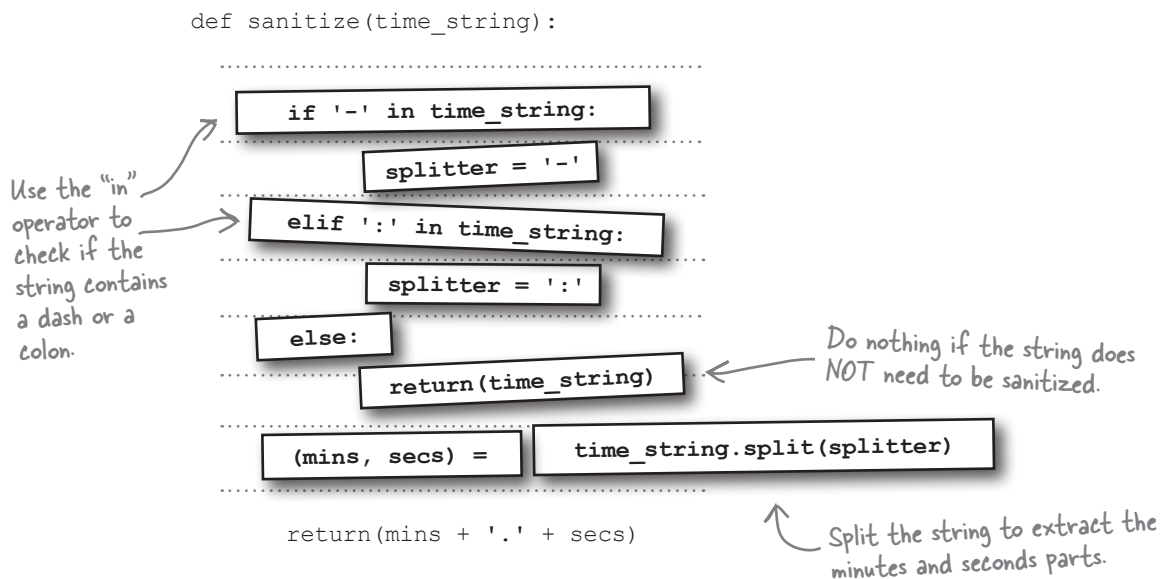 def sanitize(time_string):
if '-' in time_string:
splitter = '-'
elif ':' in time_string:
splitter = ':'
else:
return(time_string)
(mins, secs) = time_string.split(splitter)
return(mins + '.' + secs)
Use the “in”
operator to
check if the
string contains
a dash or a
colon.
Do nothing if the string does
NOT need to be sanitized.
Split the string to extract the
minutes and seconds parts.